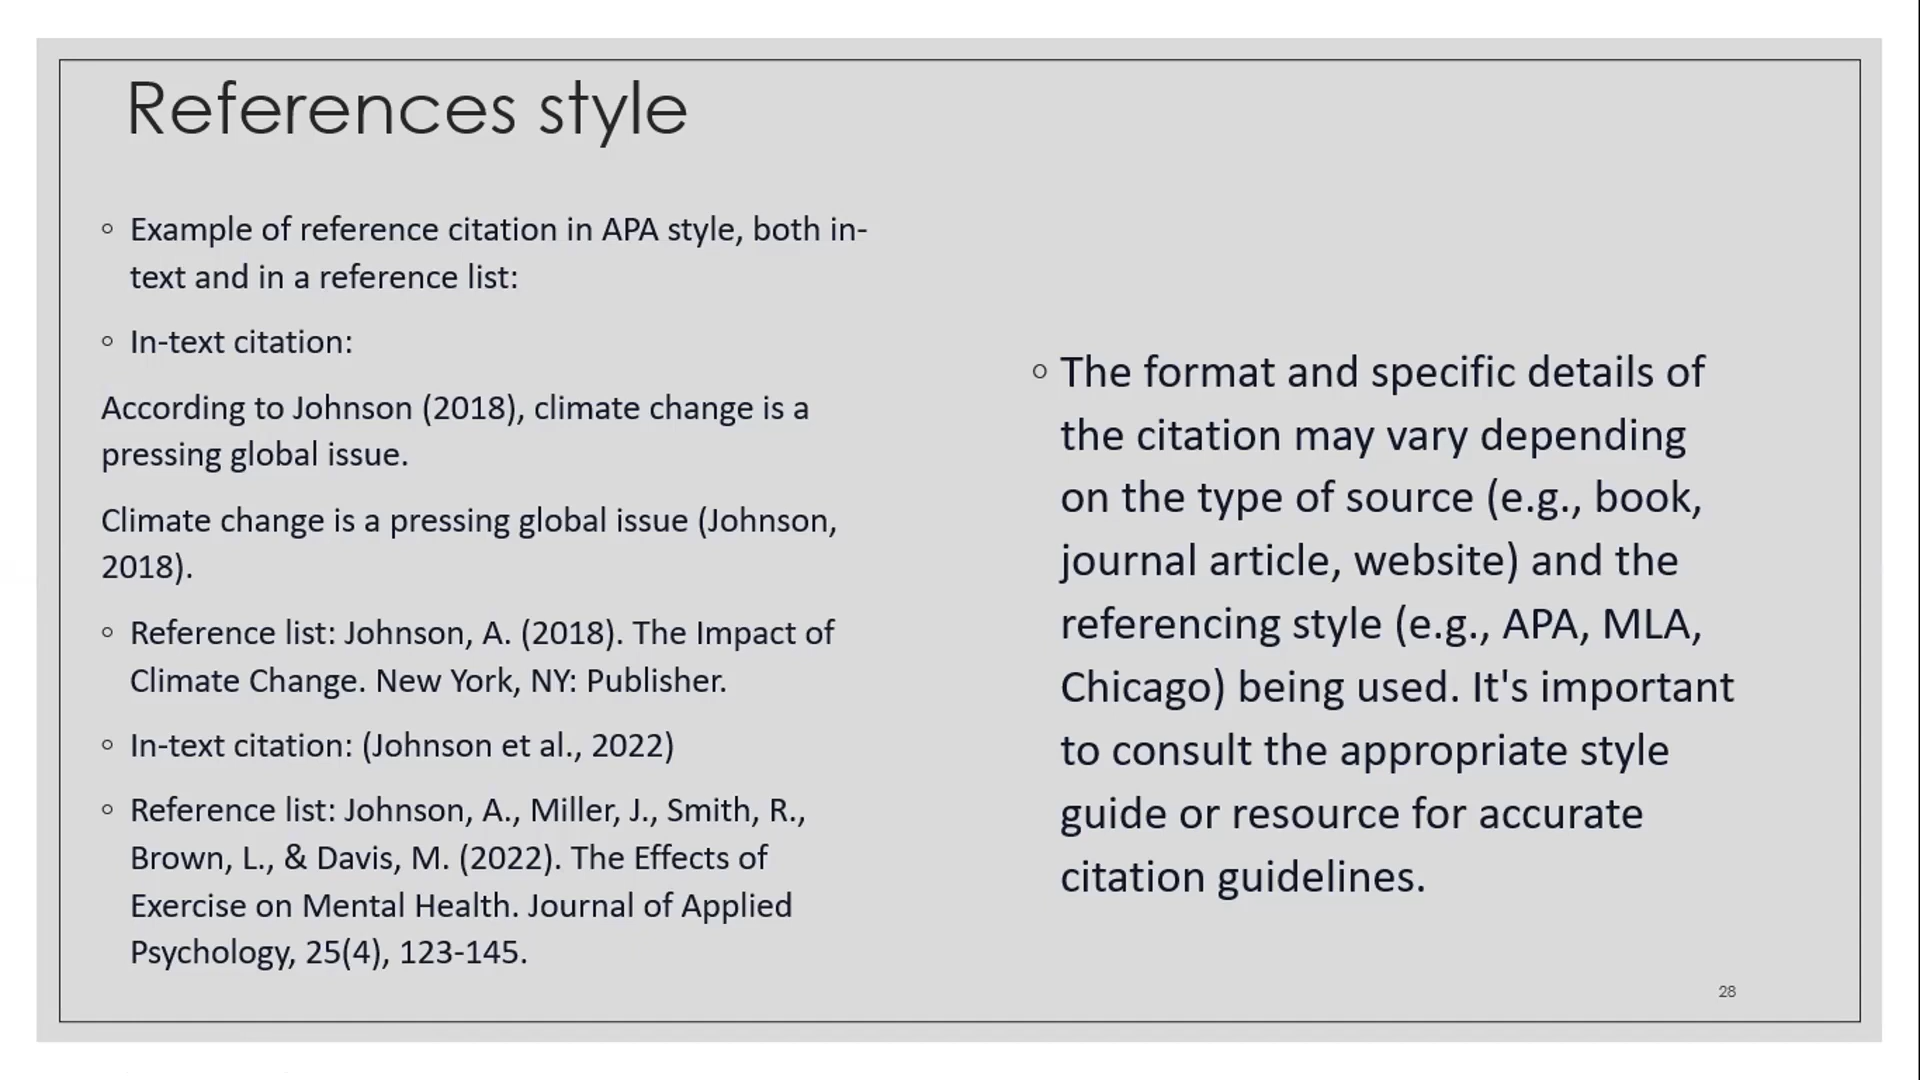 References style
◦ Example of reference citation in APA style, both in-
text and in a reference list:
◦ In-text citation:
According to Johnson (2018), climate change is a
pressing global issue.
Climate change is a pressing global issue (Johnson,
2018).
◦ Reference list: Johnson, A. (2018). The Impact of
Climate Change. New York, NY: Publisher.
◦ In-text citation: (Johnson et al., 2022)
◦ Reference list: Johnson, A., Miller, J., Smith, R.,
Brown, L., & Davis, M. (2022). The Effects of
Exercise on Mental Health. Journal of Applied
Psychology, 25(4), 123-145.
◦ The format and specific details of
the citation may vary depending
on the type of source (e.g., book,
journal article, website) and the
referencing style (e.g., APA, MLA,
Chicago) being used. It's important
to consult the appropriate style
guide or resource for accurate
citation guidelines.
28